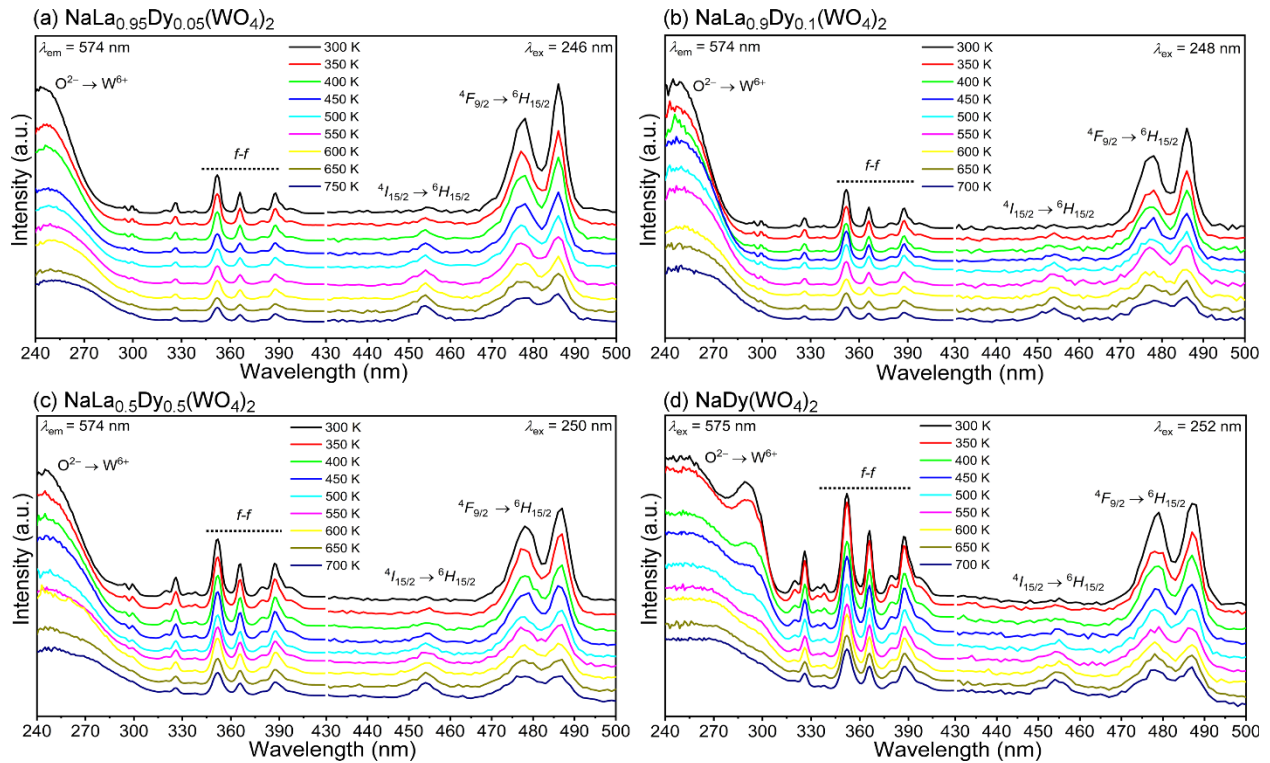 (a) NaLa0.95Dy0.05(WO4)2
λem = 574 nm
λex = 246 nm
O2− → W6+
f-f
4I15/2 → 6H15/2
4F9/2 → 6H15/2
300 K
350 K
400 K
450 K
500 K
550 K
600 K
650 K
750 K
Intensity (a.u.)
240 270 300 330 360 430 440 450 460 470 480 490 500
Wavelength (nm)
(b) NaLa0.9Dy0.1(WO4)2
λem = 574 nm
λex = 248 nm
O2− → W6+
f-f
4I15/2 → 6H15/2
4F9/2 → 6H15/2
300 K
350 K
400 K
450 K
500 K
550 K
600 K
650 K
700 K
Intensity (a.u.)
240 270 300 330 360 390 430 440 450 460 470 480 490 500
Wavelength (nm)
(c) NaLa0.5Dy0.5(WO4)2
λem = 574 nm
λex = 250 nm
O2− → W6+
f-f
4I15/2 → 6H15/2
4F9/2 → 6H15/2
300 K
350 K
400 K
450 K
500 K
550 K
600 K
650 K
700 K
Intensity (a.u.)
240 270 300 330 360 390 430 440 450 460 470 480 490 500
Wavelength (nm)
(d) NaDy(WO4)2
λex = 575 nm
λex = 252 nm
O2− → W6+
f-f
4I15/2 → 6H15/2
4F9/2 → 6H15/2
300 K
350 K
400 K
450 K
500 K
550 K
600 K
650 K
700 K
Intensity (a.u.)
240 270 300 330 360 390 430 440 450 460 470 480 490 500
Wavelength (nm)